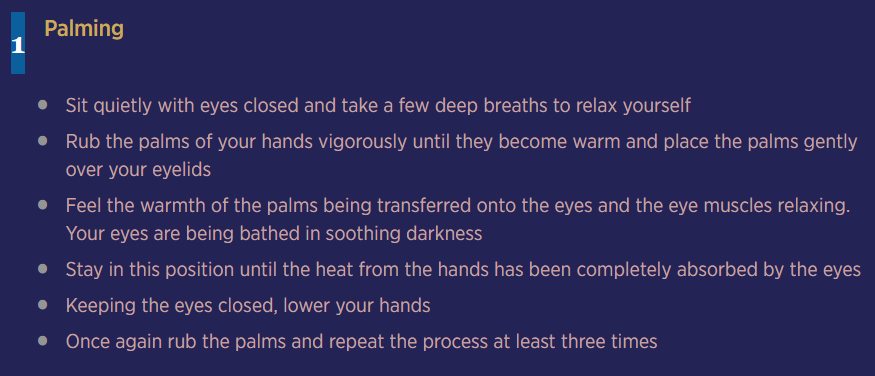 1
Palming
Sit quietly with eyes closed and take a few deep breaths to relax yourself
Rub the palms of your hands vigorously until they become warm and place the palms gently
over your eyelids
Feel the warmth of the palms being transferred onto the eyes and the eye muscles relaxing.
Your eyes are being bathed in soothing darkness
Stay in this position until the heat from the hands has been completely absorbed by the eyes
Keeping the eyes closed, lower your hands
Once again rub the palms and repeat the process at least three times